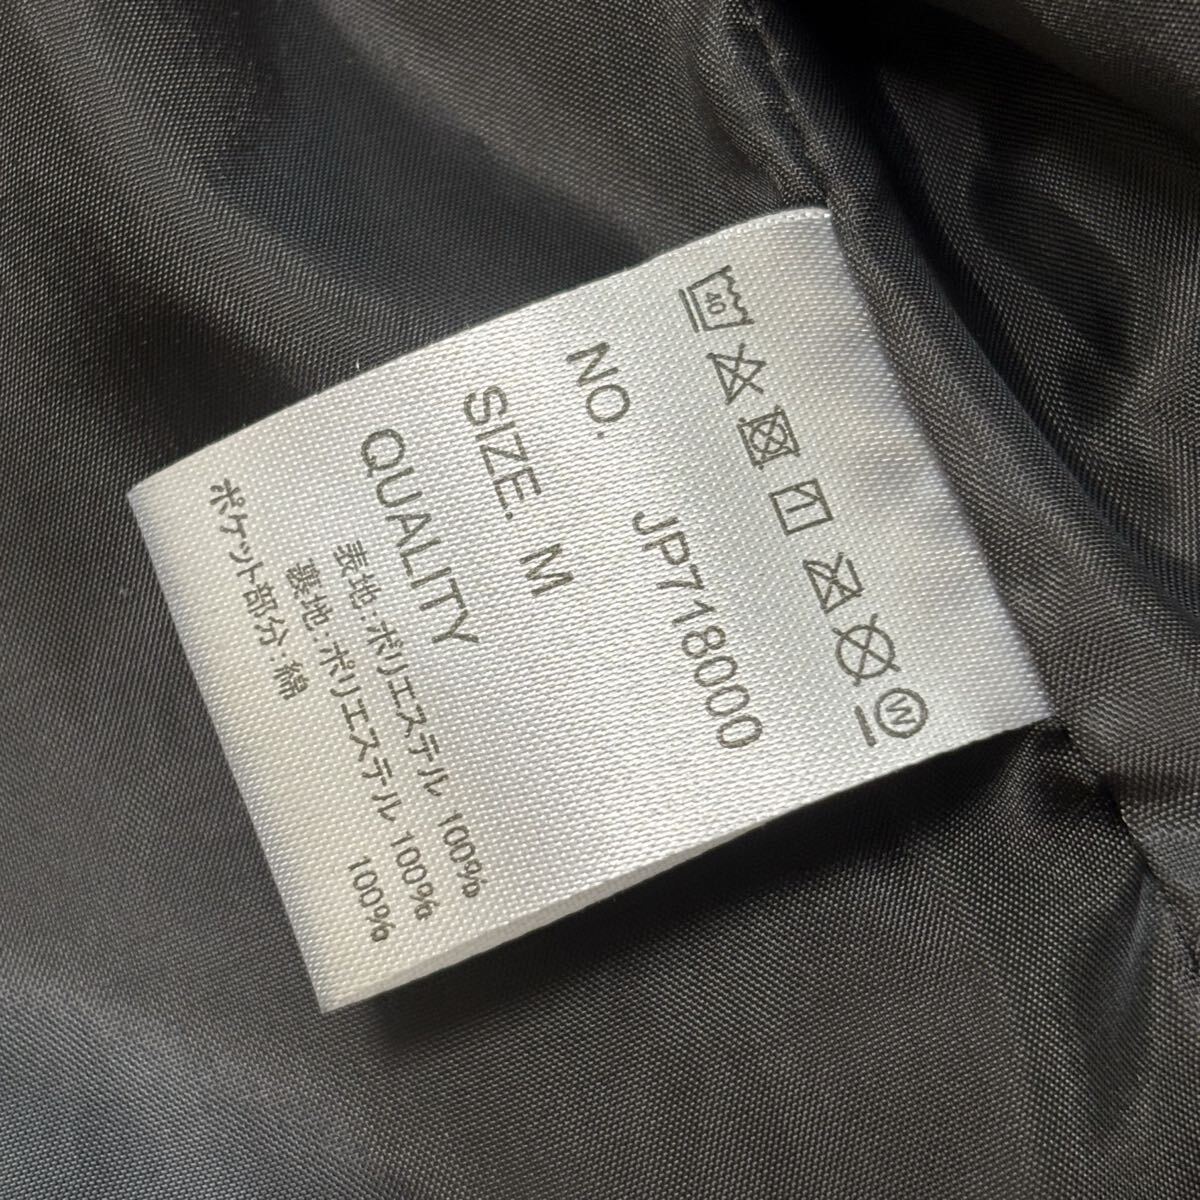 40
W
NO. JP718000
SIZE. M
QUALITY
表地:ポリエステル 100%
裏地:ポリエステル 100%
ポケット部分:綿 100%